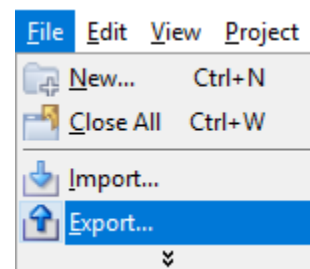 File Edit View Project
New... Ctrl+N
Close All Ctrl+W
Import...
Export...